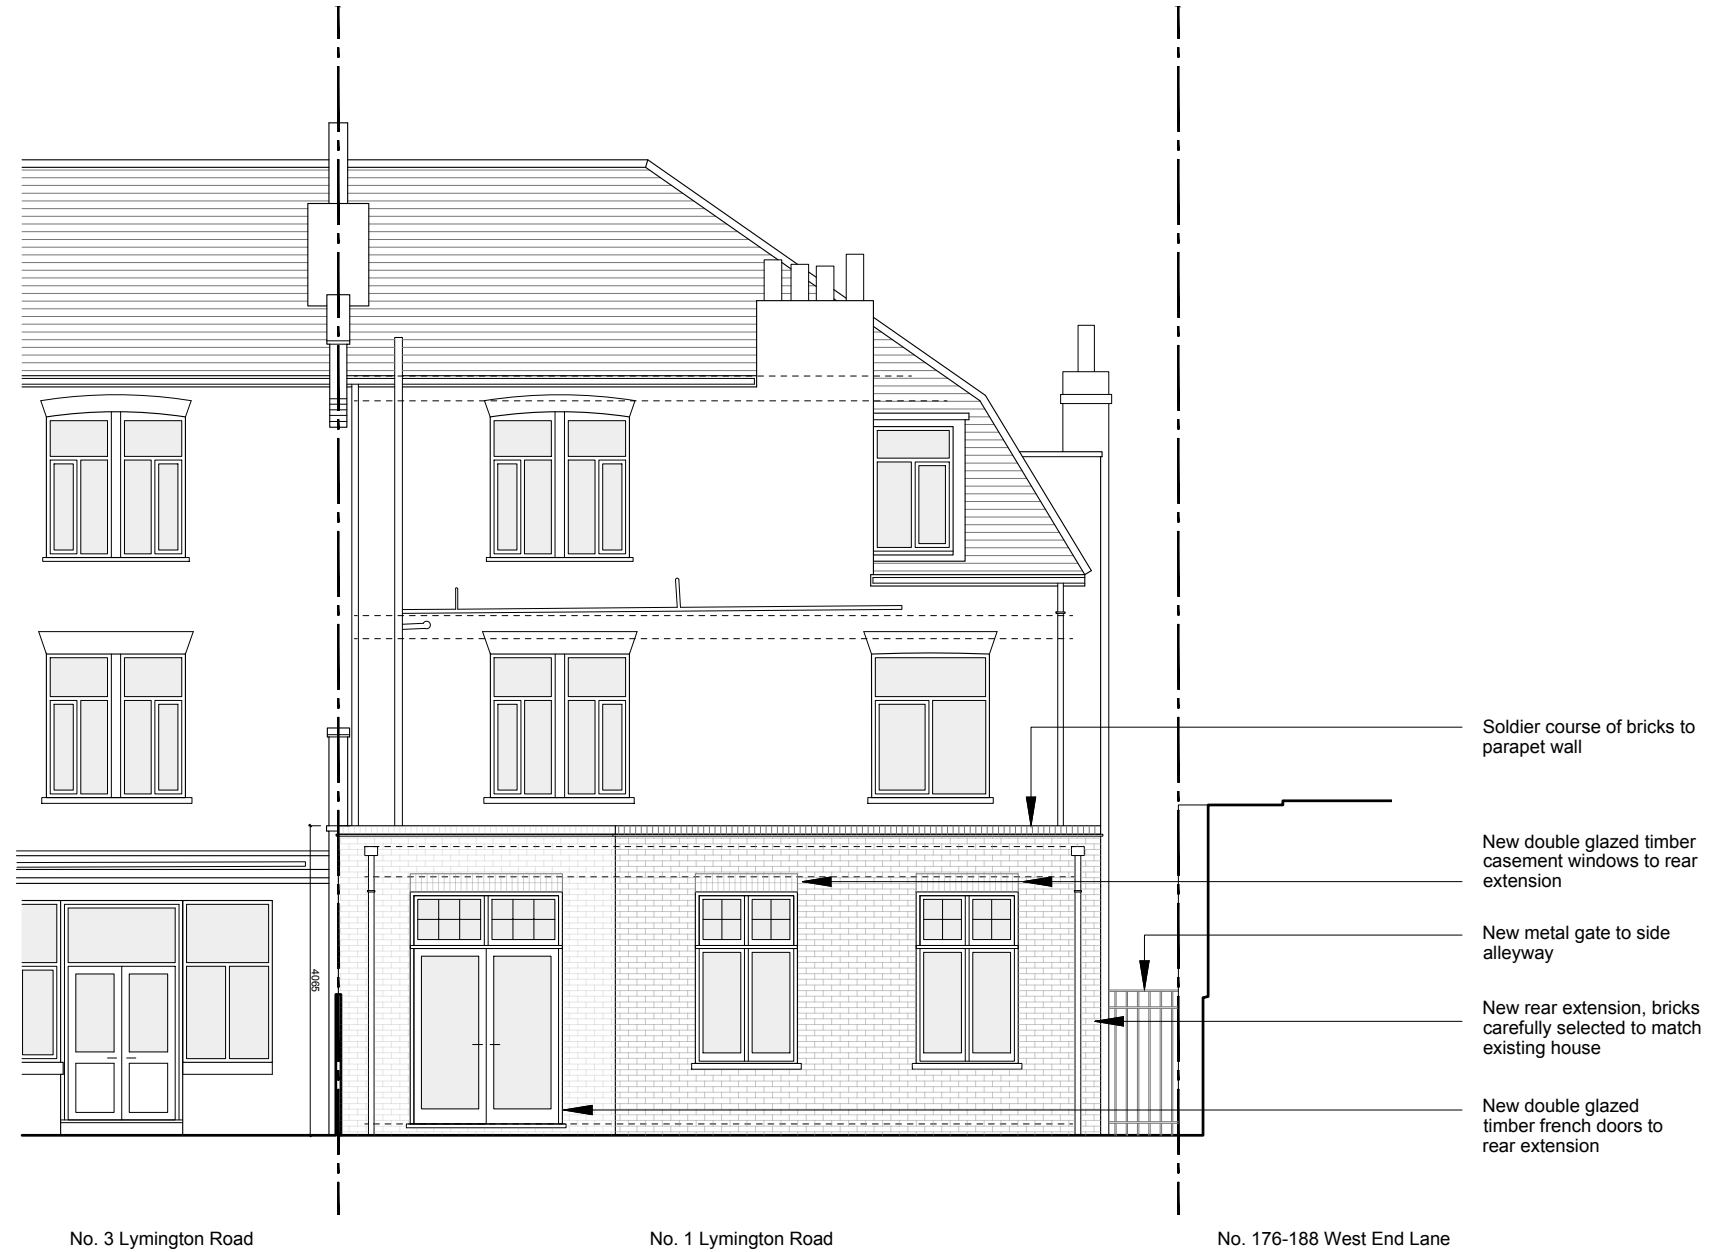 Soldier course of bricks to
parapet wall
New double glazed timber
casement windows to rear
extension
New metal gate to side
alleyway
New rear extension, bricks
carefully selected to match
existing house
New double glazed
timber french doors to
rear extension
4065
No. 3 Lymington Road
No. 1 Lymington Road
No. 176-188 West End Lane